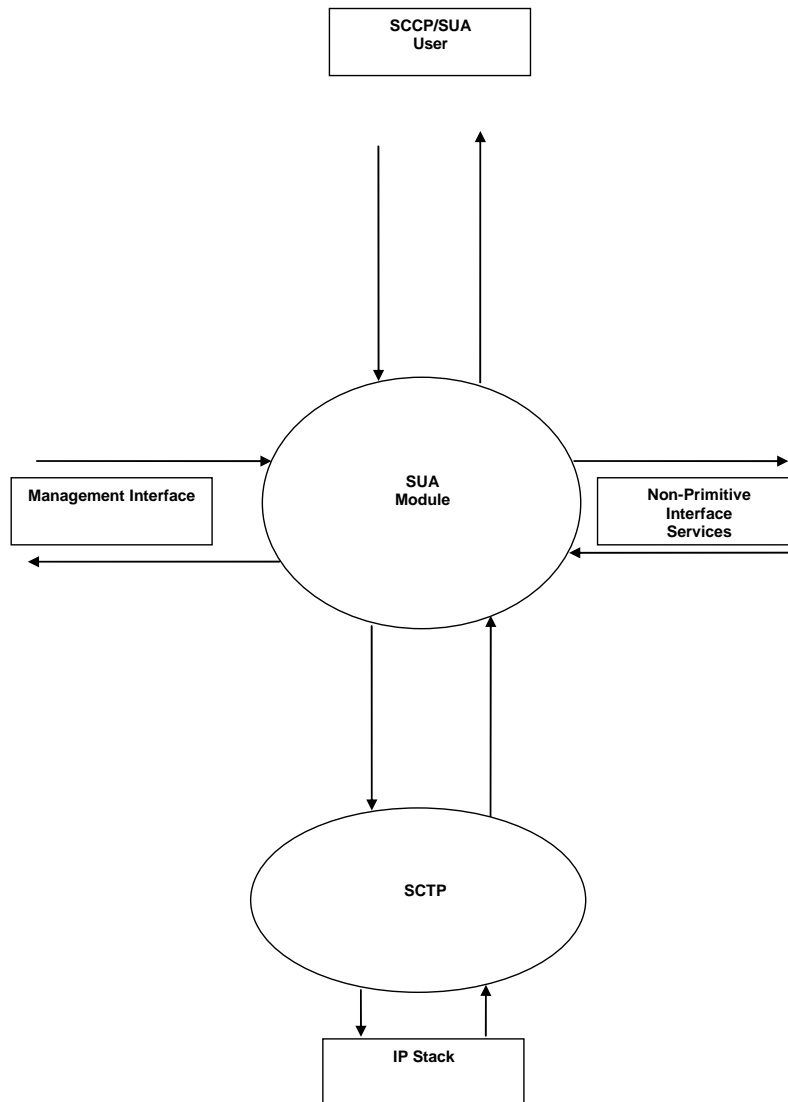 SCCP/SUA
User
SUA
Module
Management Interface
Non-Primitive
Interface
Services
SCTP
IP Stack